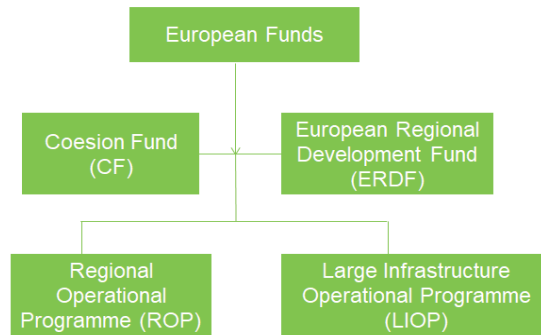 European Funds
Coesion Fund
(CF)
European Regional
Development Fund
(ERDF)
Regional
Operational
Programme (ROP)
Large Infrastructure
Operational Programme
(LIOP)